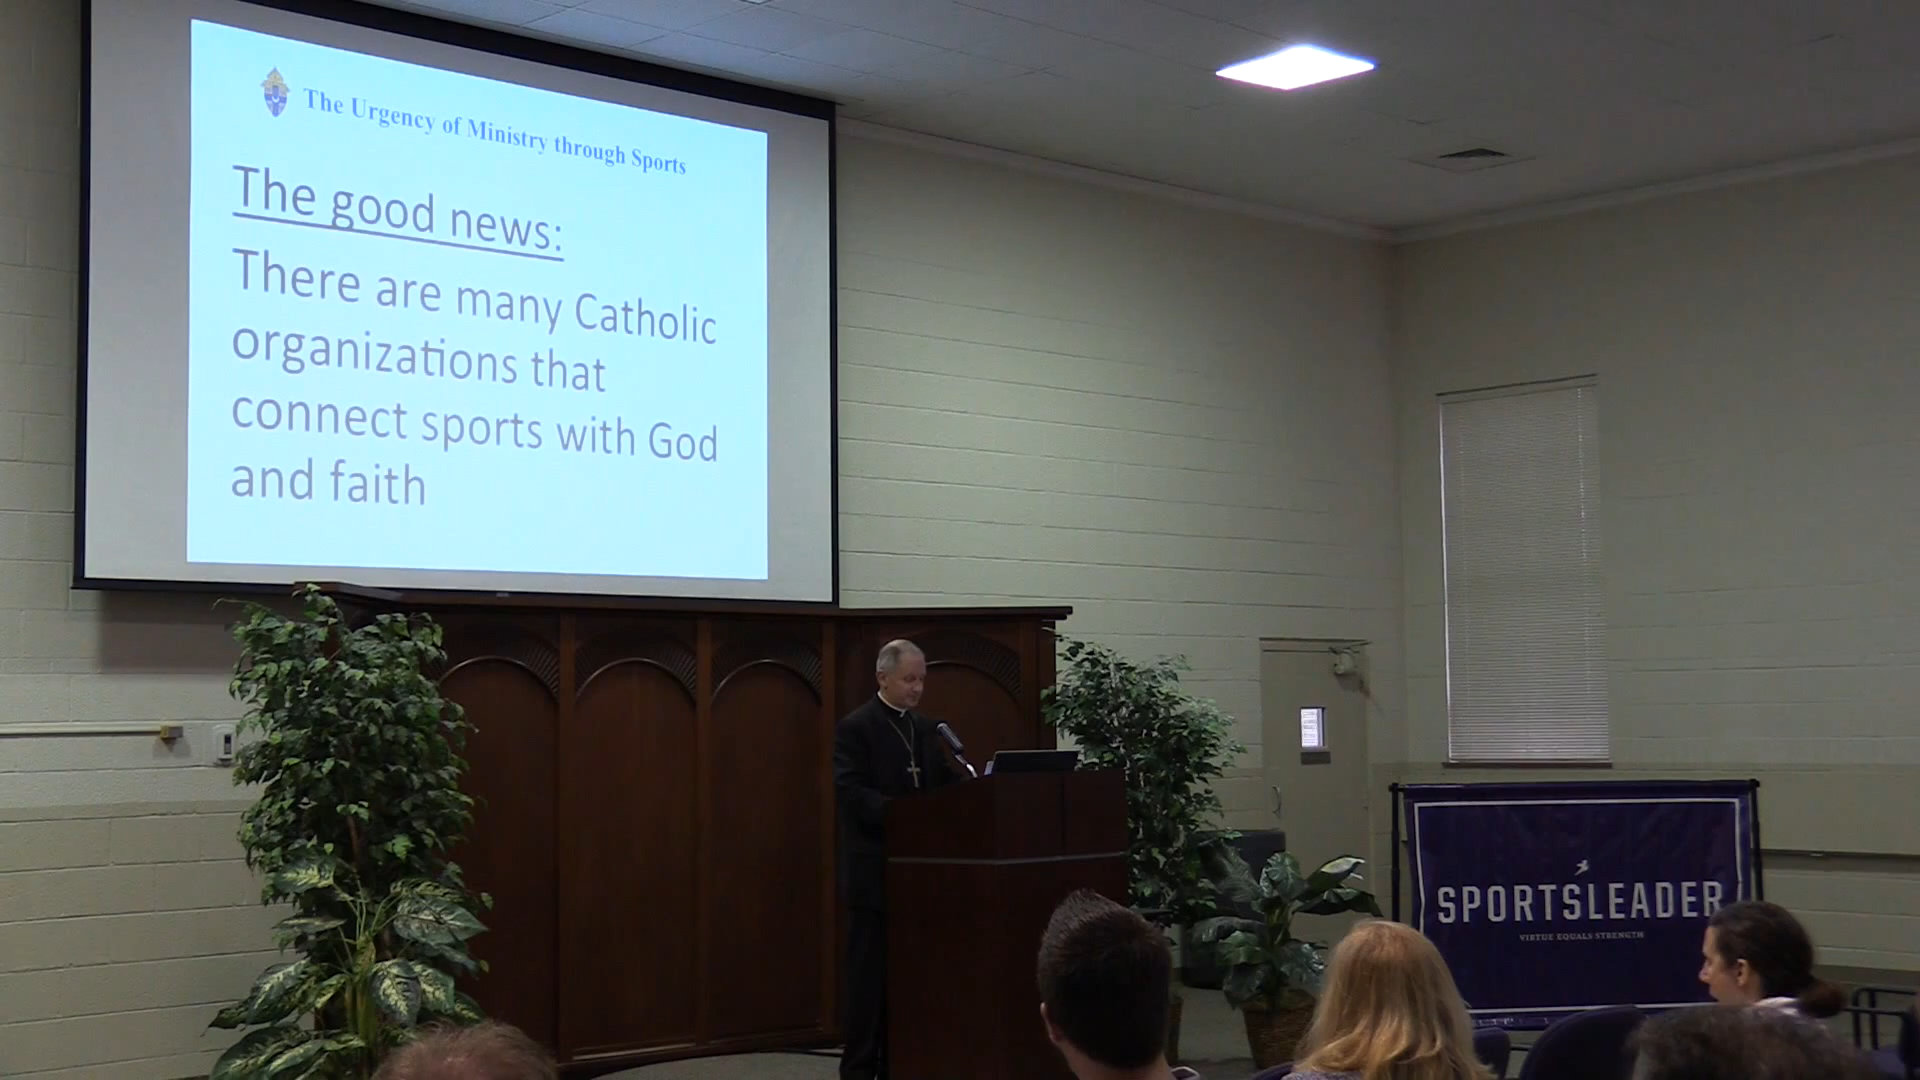 The Urgency of Ministry through Sports
The good news:
There are many Catholic
organizations that
connect sports with God
and faith
SPORTSLEADER
VIRTUE EQUALS STRENGTH